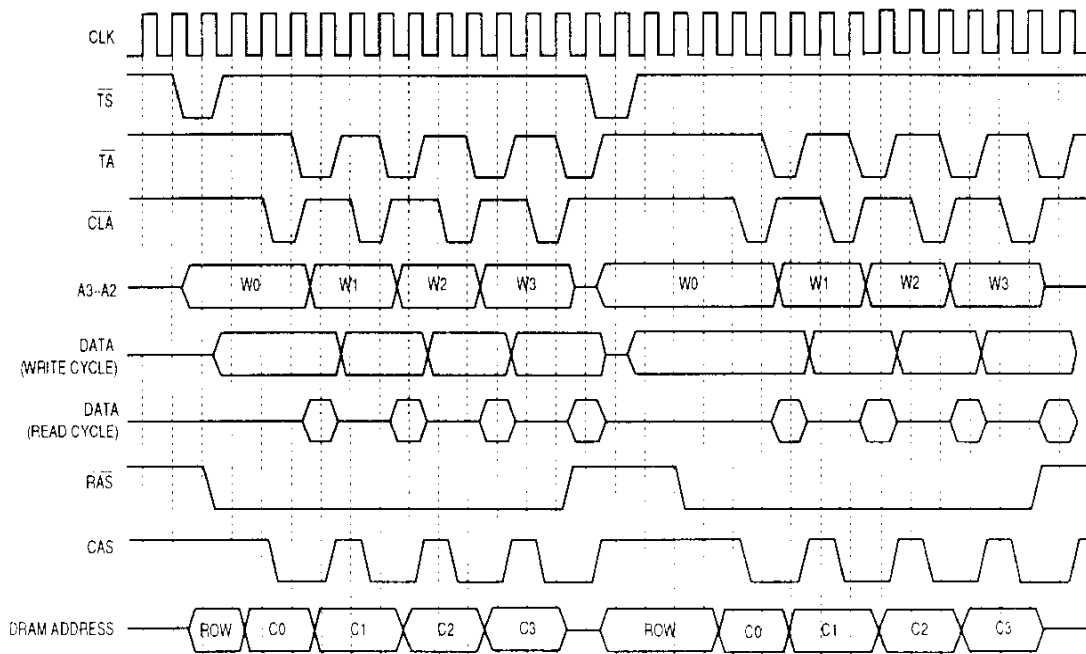 CLK
TS
TA
CLA
A3–A2 W0 W1 W2 W3 W0 W1 W2 W3
DATA
(WRITE CYCLE)
DATA
(READ CYCLE)
RAS
CAS
DRAM ADDRESS ROW C0 C1 C2 C3 ROW C0 C1 C2 C3